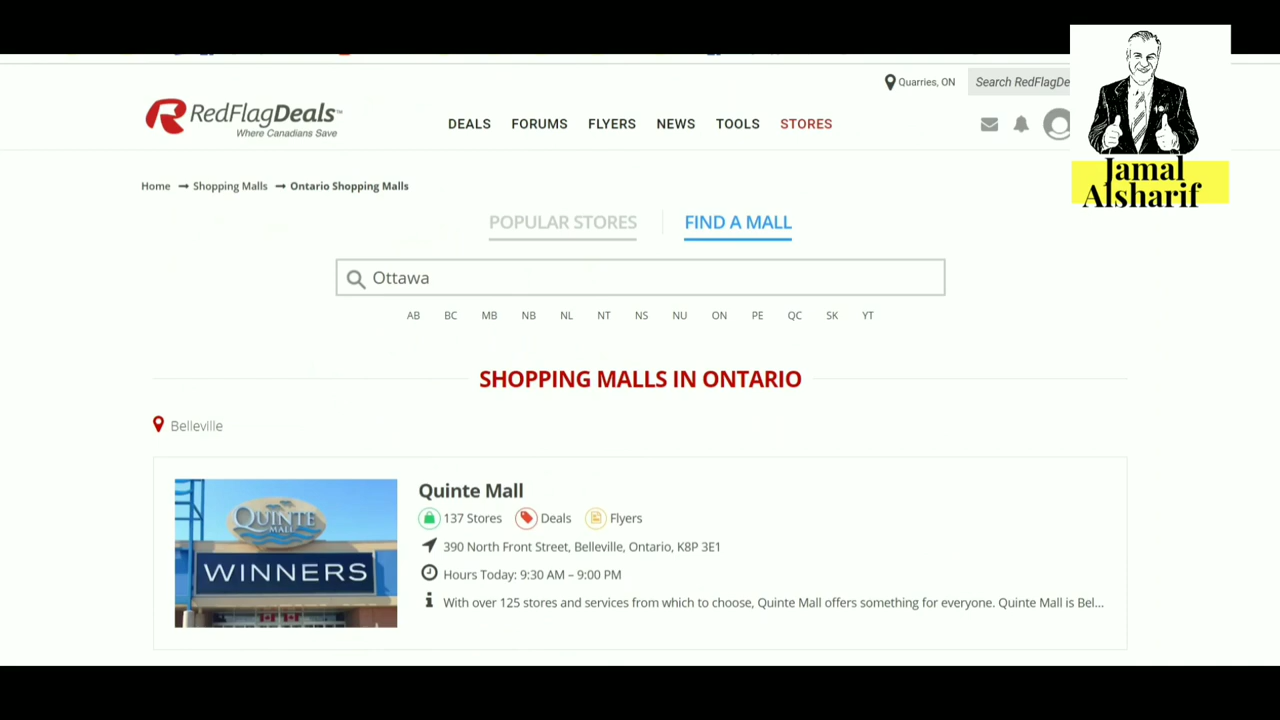 Quarries, ON
Search RedFlagDe
RedFlagDeals™
Where Canadians Save
DEALS FORUMS FLYERS NEWS TOOLS STORES
Jamal
Alsharif
Home → Shopping Malls → Ontario Shopping Malls
POPULAR STORES FIND A MALL
Ottawa
AB BC MB NB NL NT NS NU ON PE QC SK YT
SHOPPING MALLS IN ONTARIO
Belleville
QUINTE
MALL
WINNERS
Quinte Mall
137 Stores Deals Flyers
390 North Front Street, Belleville, Ontario, K8P 3E1
Hours Today: 9:30 AM – 9:00 PM
With over 125 stores and services from which to choose, Quinte Mall offers something for everyone. Quinte Mall is Bel...